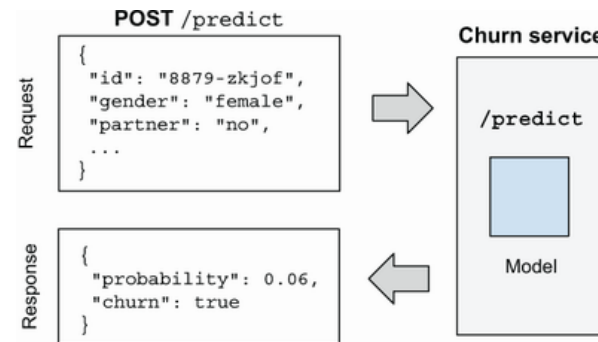 POST /predict
Request
{
"id": "8879-zkjof",
"gender": "female",
"partner": "no",
...
}
Churn service
/predict
Model
Response
{
"probability": 0.06,
"churn": true
}